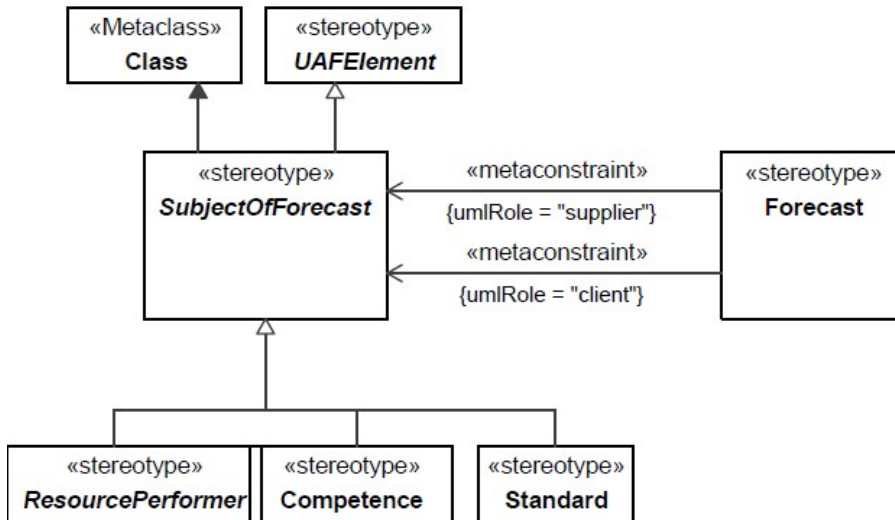 «Metaclass»
Class
«stereotype»
UAFElement
«stereotype»
SubjectOfForecast
«metaconstraint»
{umlRole = "supplier"}
«metaconstraint»
{umlRole = "client"}
«stereotype»
Forecast
«stereotype»
ResourcePerformer
«stereotype»
Competence
«stereotype»
Standard